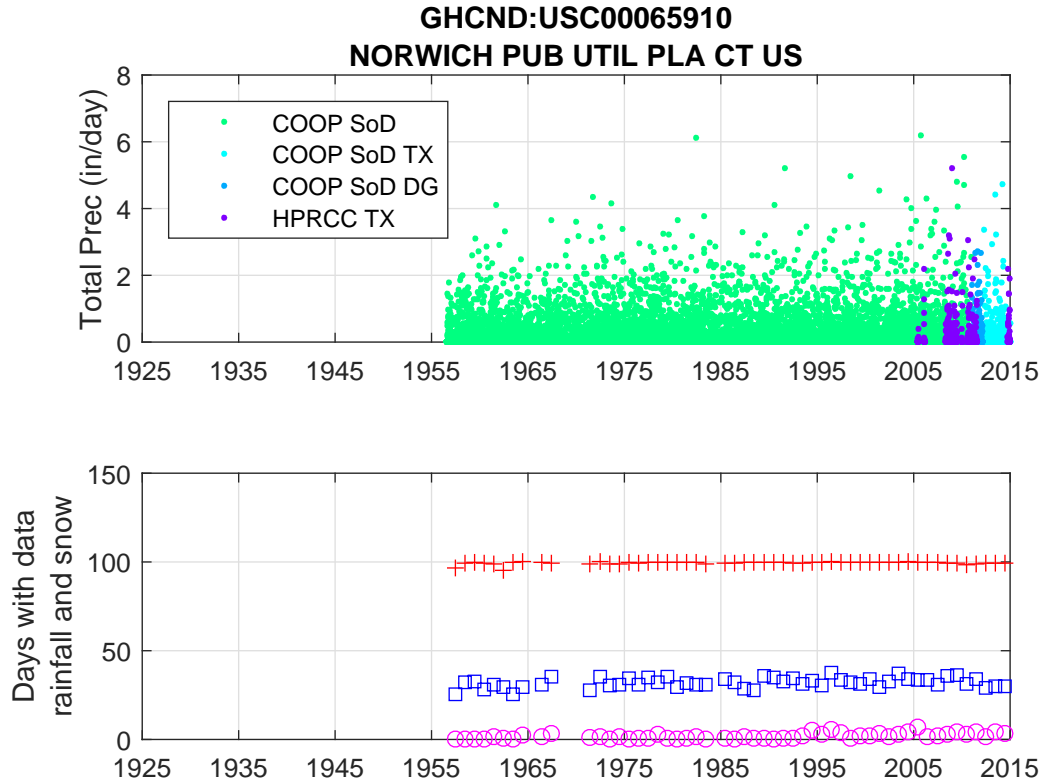 GHCND:USC00065910
NORWICH PUB UTIL PLA CT US
Total Prec (in/day)
8
6
4
2
0
COOP SoD
COOP SoD TX
COOP SoD DG
HPRCC TX
1925 1935 1945 1955 1965 1975 1985 1995 2005 2015
Days with data
rainfall and snow
150
100
50
0
1925 1935 1945 1955 1965 1975 1985 1995 2005 2015